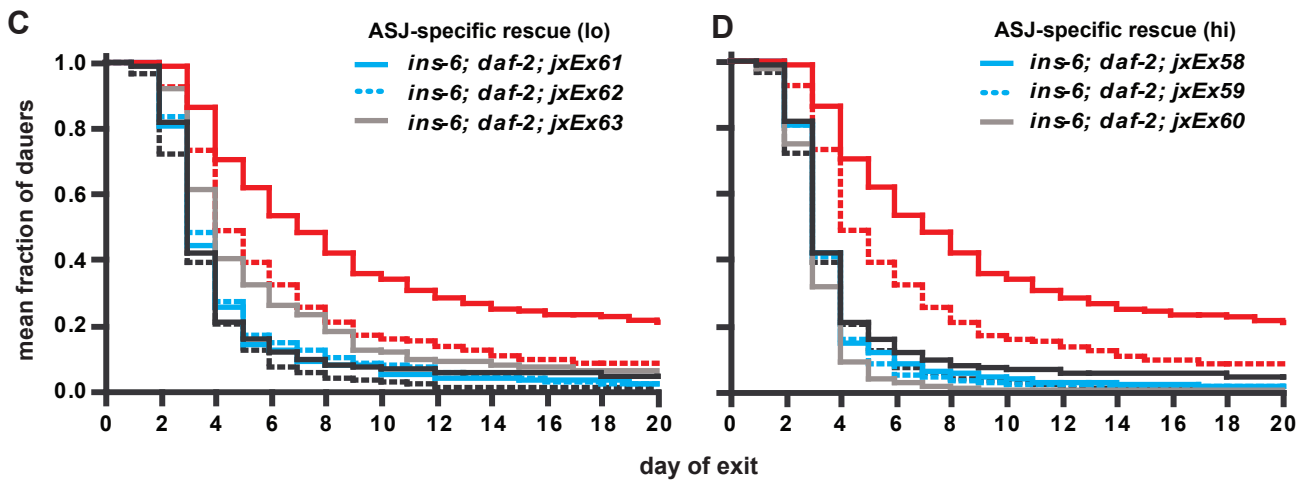 C
ASJ-specific rescue (lo)
ins-6; daf-2; jxEx61
ins-6; daf-2; jxEx62
ins-6; daf-2; jxEx63
mean fraction of dauers
1.0
0.8
0.6
0.4
0.2
0.0
0 2 4 6 8 10 12 14 16 18 20
D
ASJ-specific rescue (hi)
ins-6; daf-2; jxEx58
ins-6; daf-2; jxEx59
ins-6; daf-2; jxEx60
0 2 4 6 8 10 12 14 16 18 20
day of exit